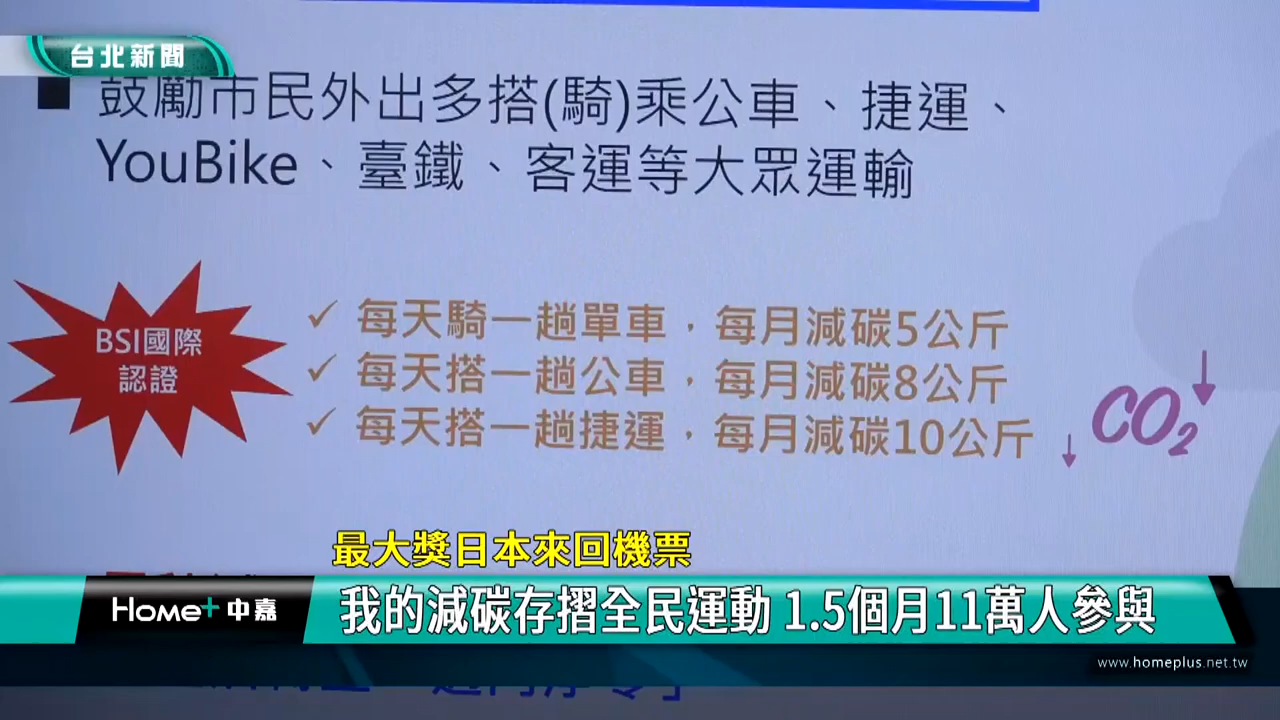 台北新聞
■ 鼓勵市民外出多搭(騎)乘公車、捷運、
YouBike、臺鐵、客運等大眾運輸
BSI國際
認證
✓ 每天騎一趟單車,每月減碳5公斤
✓ 每天搭一趟公車,每月減碳8公斤
✓ 每天搭一趟捷運,每月減碳10公斤
CO2
最大獎日本來回機票
Home+中嘉
我的減碳存摺全民運動 1.5個月11萬人參與
www.homeplus.net.tw